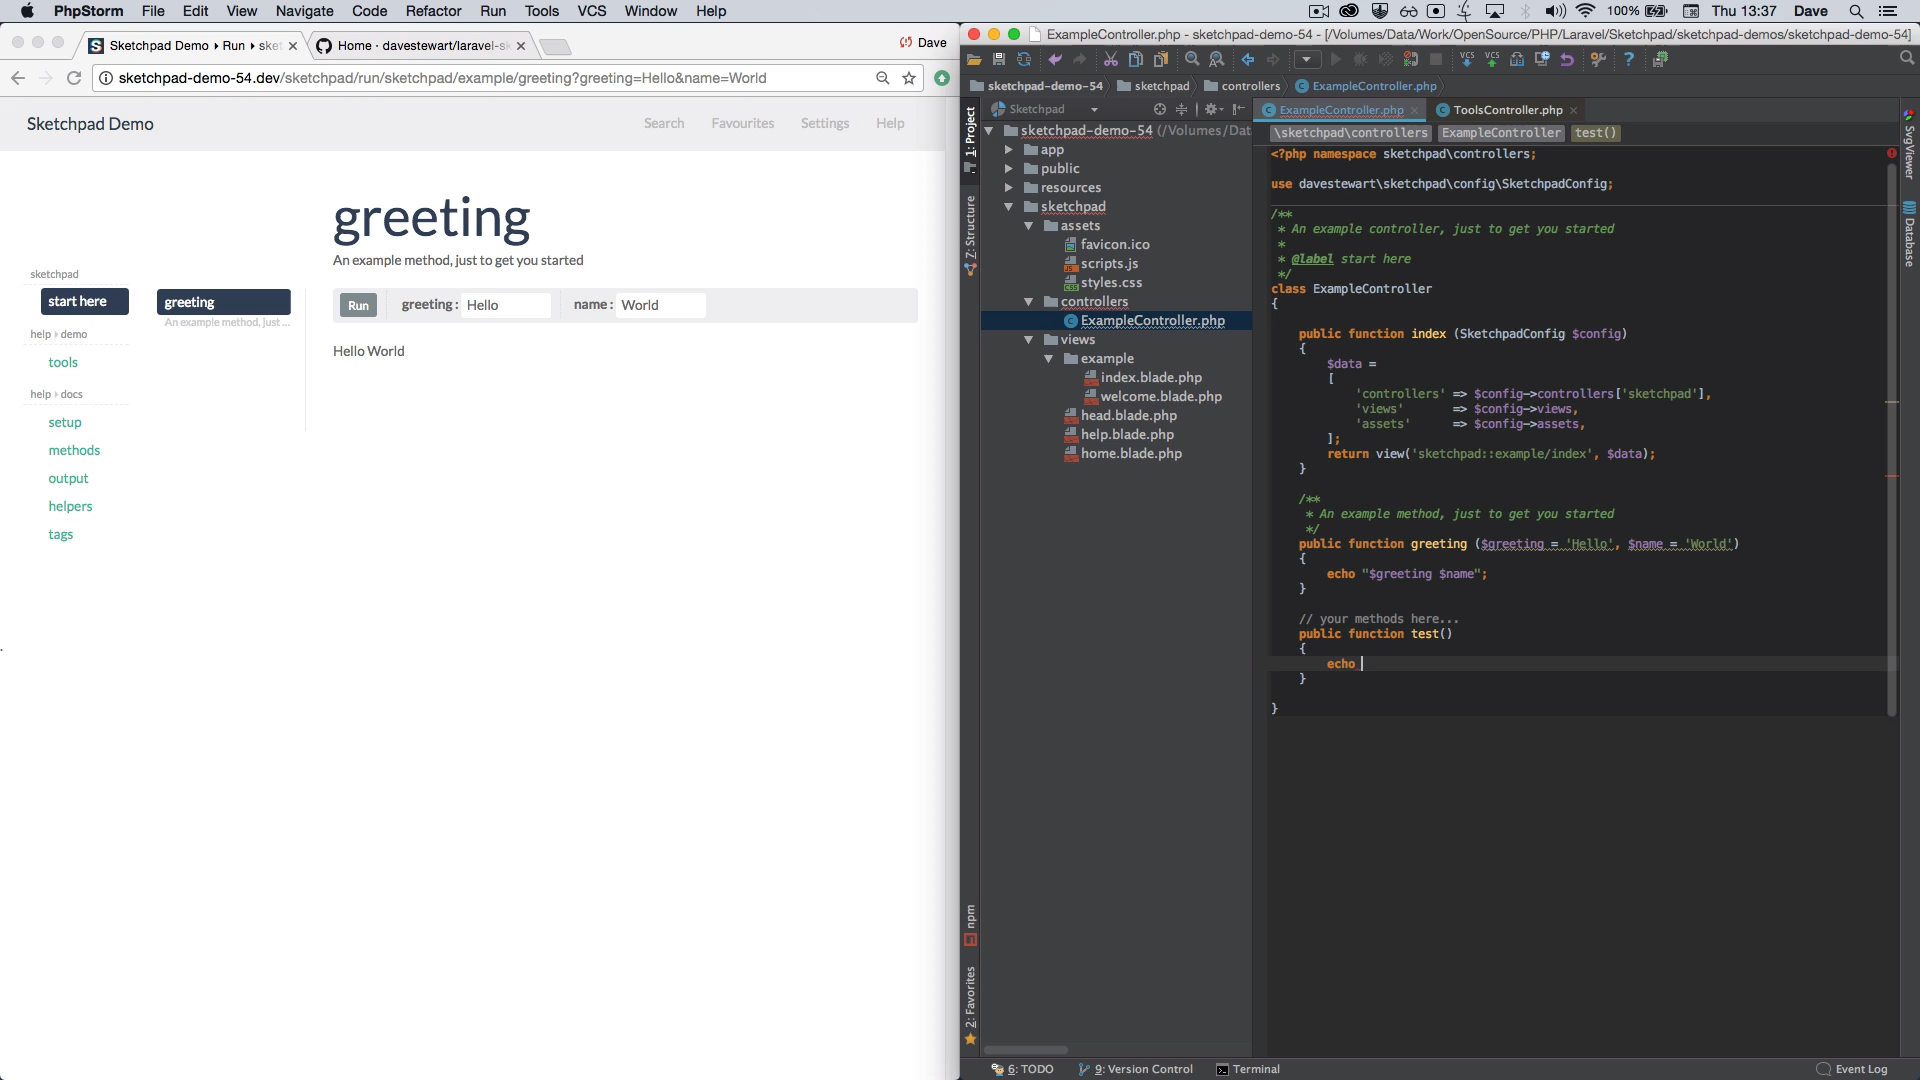 PhpStorm File Edit View Navigate Code Refactor Run Tools VCS Window Help 100% Thu 13:37 Dave
Sketchpad Demo ▸ Run ▸ ske
Home · davestewart/laravel-sk
Dave
sketchpad-demo-54.dev/sketchpad/run/sketchpad/example/greeting?greeting=Hello&name=World
Sketchpad Demo
Search Favourites Settings Help
greeting
An example method, just to get you started
sketchpad
start here
greeting
An example method, just ...
Run greeting: Hello name: World
Hello World
help ▸ demo
tools
help ▸ docs
setup
methods
output
helpers
tags
ExampleController.php - sketchpad-demo-54 - [/Volumes/Data/Work/OpenSource/PHP/Laravel/Sketchpad/sketchpad-demos/sketchpad-demo-54]
sketchpad-demo-54 sketchpad controllers ExampleController.php
1: Project
Z: Structure
npm
2: Favorites
Sketchpad
sketchpad-demo-54 (/Volumes/Dat
app
public
resources
sketchpad
assets
favicon.ico
scripts.js
styles.css
controllers
ExampleController.php
views
example
index.blade.php
welcome.blade.php
head.blade.php
help.blade.php
home.blade.php
ExampleController.php ToolsController.php
\sketchpad\controllers ExampleController test()
<?php namespace sketchpad\controllers;
use davestewart\sketchpad\config\SketchpadConfig;
/**
* An example controller, just to get you started
*
* @label start here
*/
class ExampleController
{
public function index (SketchpadConfig $config)
{
$data =
[
'controllers' => $config->controllers['sketchpad'],
'views' => $config->views,
'assets' => $config->assets,
];
return view('sketchpad::example/index', $data);
}
/**
* An example method, just to get you started
*/
public function greeting ($greeting = 'Hello', $name = 'World')
{
echo "$greeting $name";
}
// your methods here...
public function test()
{
echo
}
}
SvgViewer
Database
6: TODO 9: Version Control Terminal Event Log